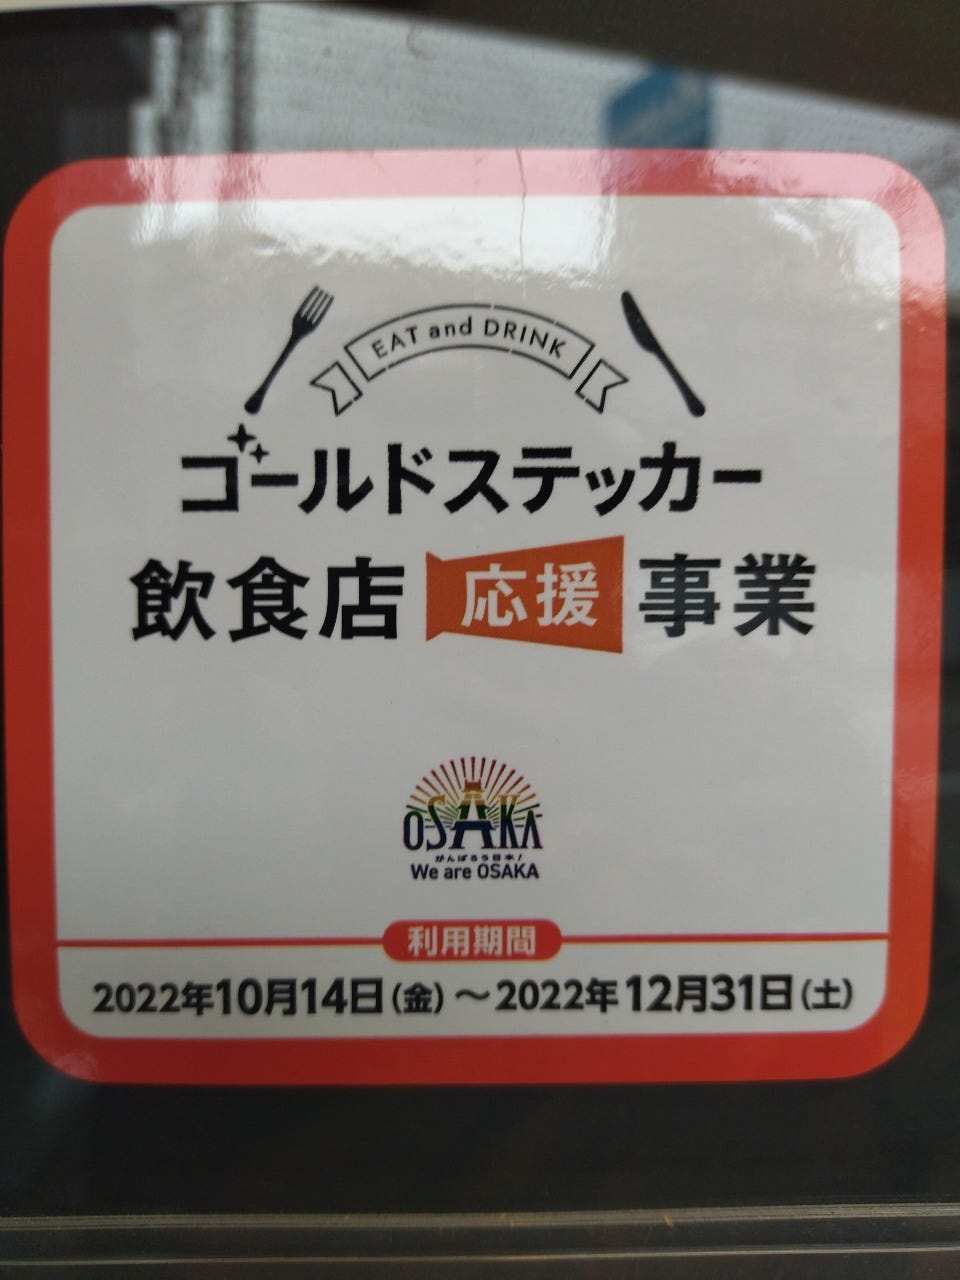 EAT and DRINK
ゴールドステッカー
飲食店 応援 事業
OSAKA
がんばろう日本!
We are OSAKA
利用期間
2022年10月14日(金)～2022年12月31日(土)